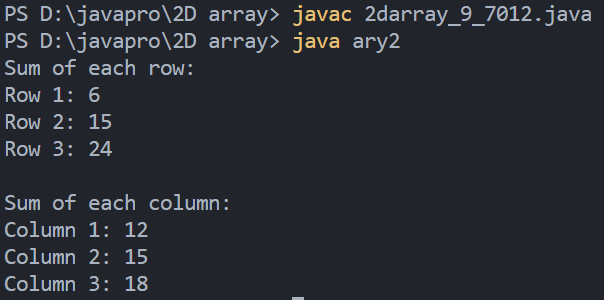 PS D:\javapro\2D array> javac 2darray_9_7012.java
PS D:\javapro\2D array> java ary2
Sum of each row:
Row 1: 6
Row 2: 15
Row 3: 24

Sum of each column:
Column 1: 12
Column 2: 15
Column 3: 18